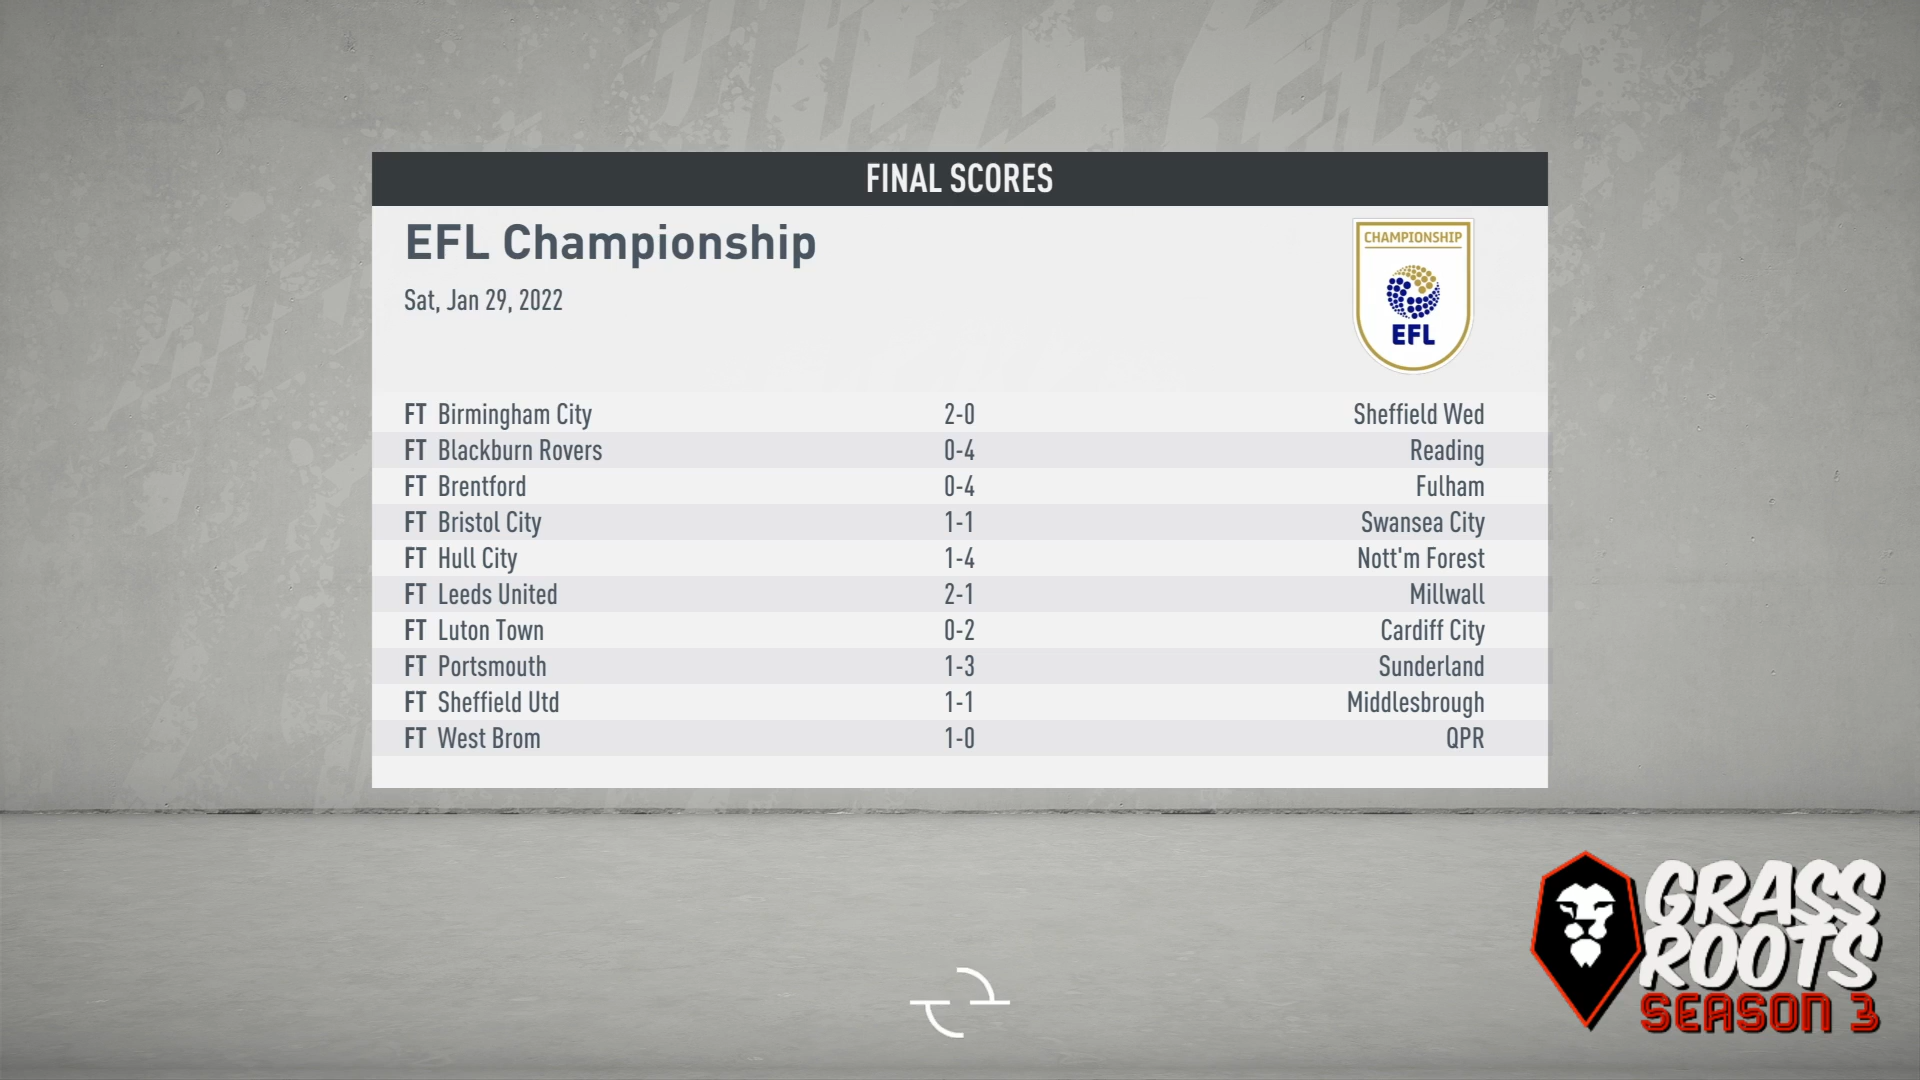 FINAL SCORES
EFL Championship
Sat, Jan 29, 2022
CHAMPIONSHIP
EFL
FT Birmingham City 2-0 Sheffield Wed
FT Blackburn Rovers 0-4 Reading
FT Brentford 0-4 Fulham
FT Bristol City 1-1 Swansea City
FT Hull City 1-4 Nott'm Forest
FT Leeds United 2-1 Millwall
FT Luton Town 0-2 Cardiff City
FT Portsmouth 1-3 Sunderland
FT Sheffield Utd 1-1 Middlesbrough
FT West Brom 1-0 QPR
GRASS
ROOTS
SEASON 3